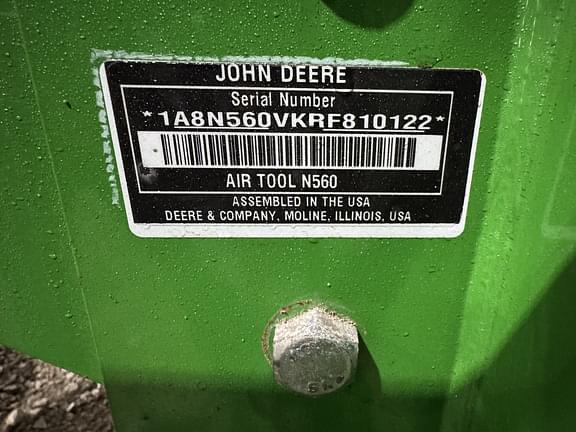 JOHN DEERE
Serial Number
*1A8N560VKRF810122*
AIR TOOL N560
ASSEMBLED IN THE USA
DEERE & COMPANY, MOLINE, ILLINOIS, USA